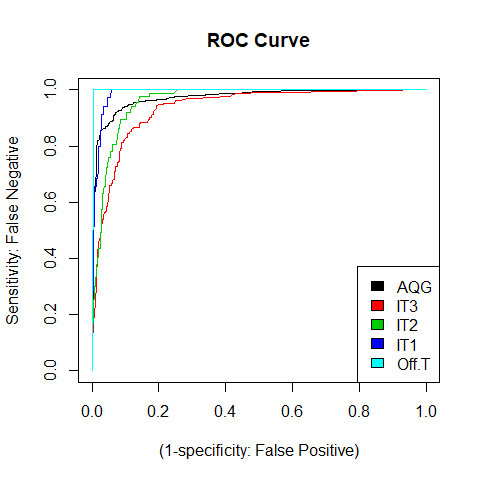 ROC Curve
Sensitivity: False Negative
1.0
0.8
0.6
0.4
0.2
0.0
AQG
IT3
IT2
IT1
Off.T
0.0 0.2 0.4 0.6 0.8 1.0
(1-specificity: False Positive)